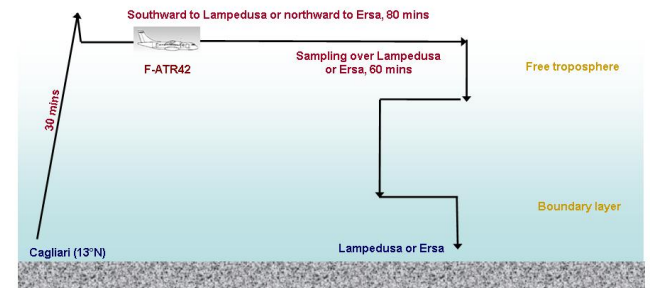 Southward to Lampedusa or northward to Ersa, 80 mins
F-ATR42
Sampling over Lampedusa
or Ersa, 60 mins
Free troposphere
30 mins
Boundary layer
Cagliari (13°N)
Lampedusa or Ersa